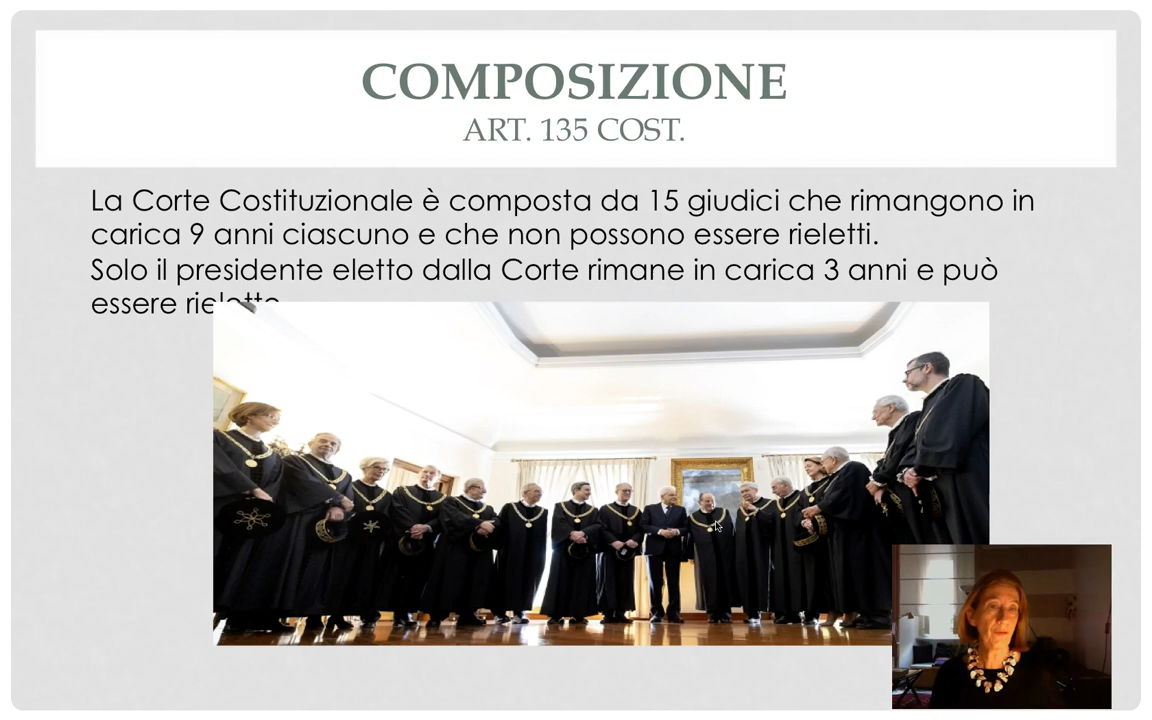 COMPOSIZIONE
ART. 135 COST.
La Corte Costituzionale è composta da 15 giudici che rimangono in
carica 9 anni ciascuno e che non possono essere rieletti.
Solo il presidente eletto dalla Corte rimane in carica 3 anni e può
essere rieletto